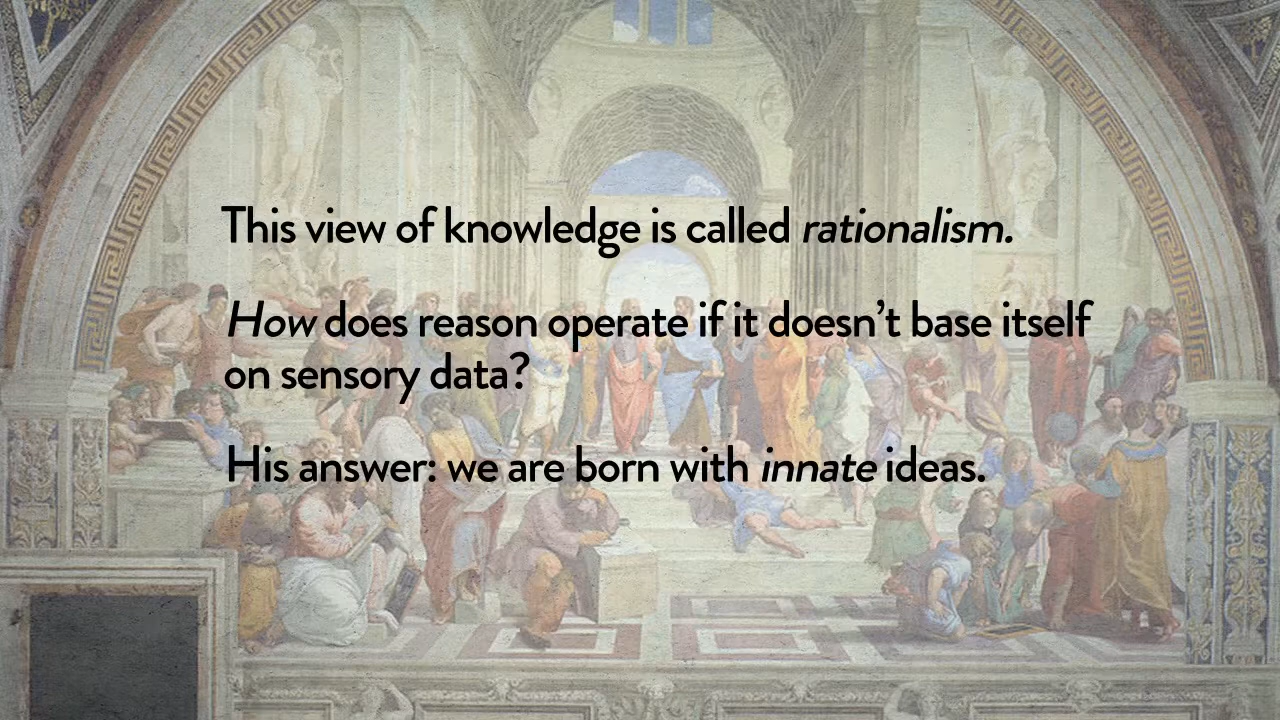 This view of knowledge is called rationalism.
How does reason operate if it doesn’t base itself
on sensory data?
His answer: we are born with innate ideas.